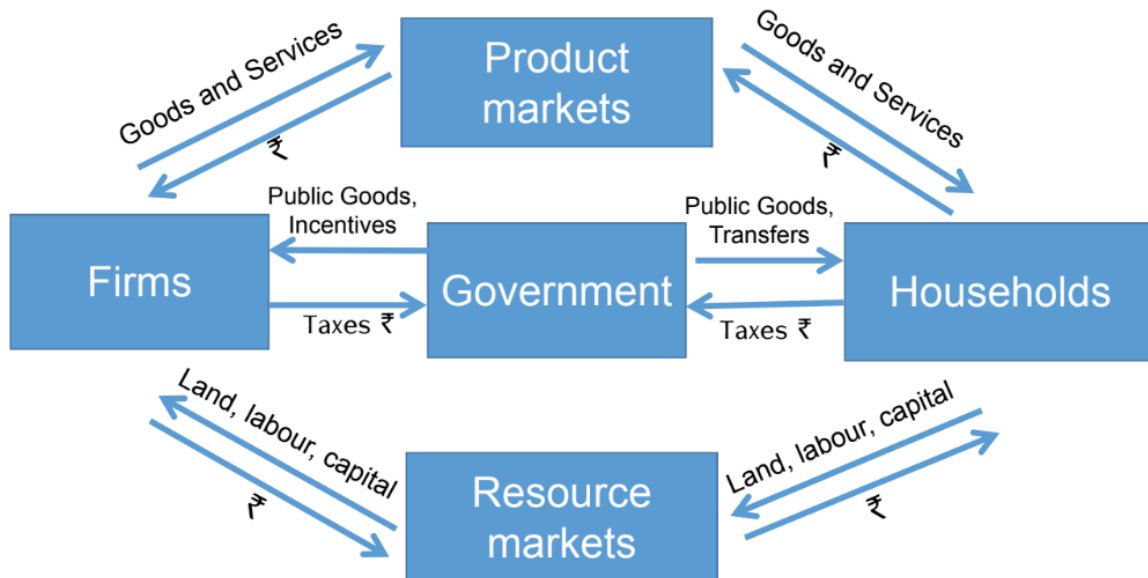 Goods and Services
Product
markets
Goods and Services
₹
₹
Public Goods,
Incentives
Public Goods,
Transfers
Firms
Government
Households
Taxes ₹
Taxes ₹
Land, labour, capital
Land, labour, capital
₹
Resource
markets
₹